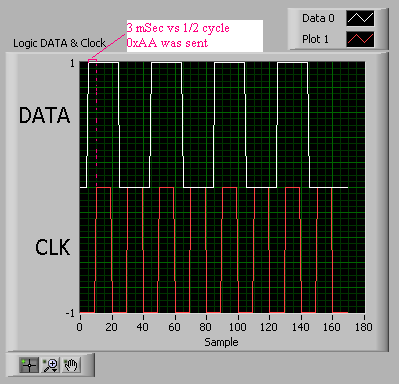 3 mSec vs 1/2 cycle
0xAA was sent
Data 0
Plot 1
Logic DATA & Clock
1
DATA
CLK
-1
0 20 40 60 80 100 120 140 160 180
Sample